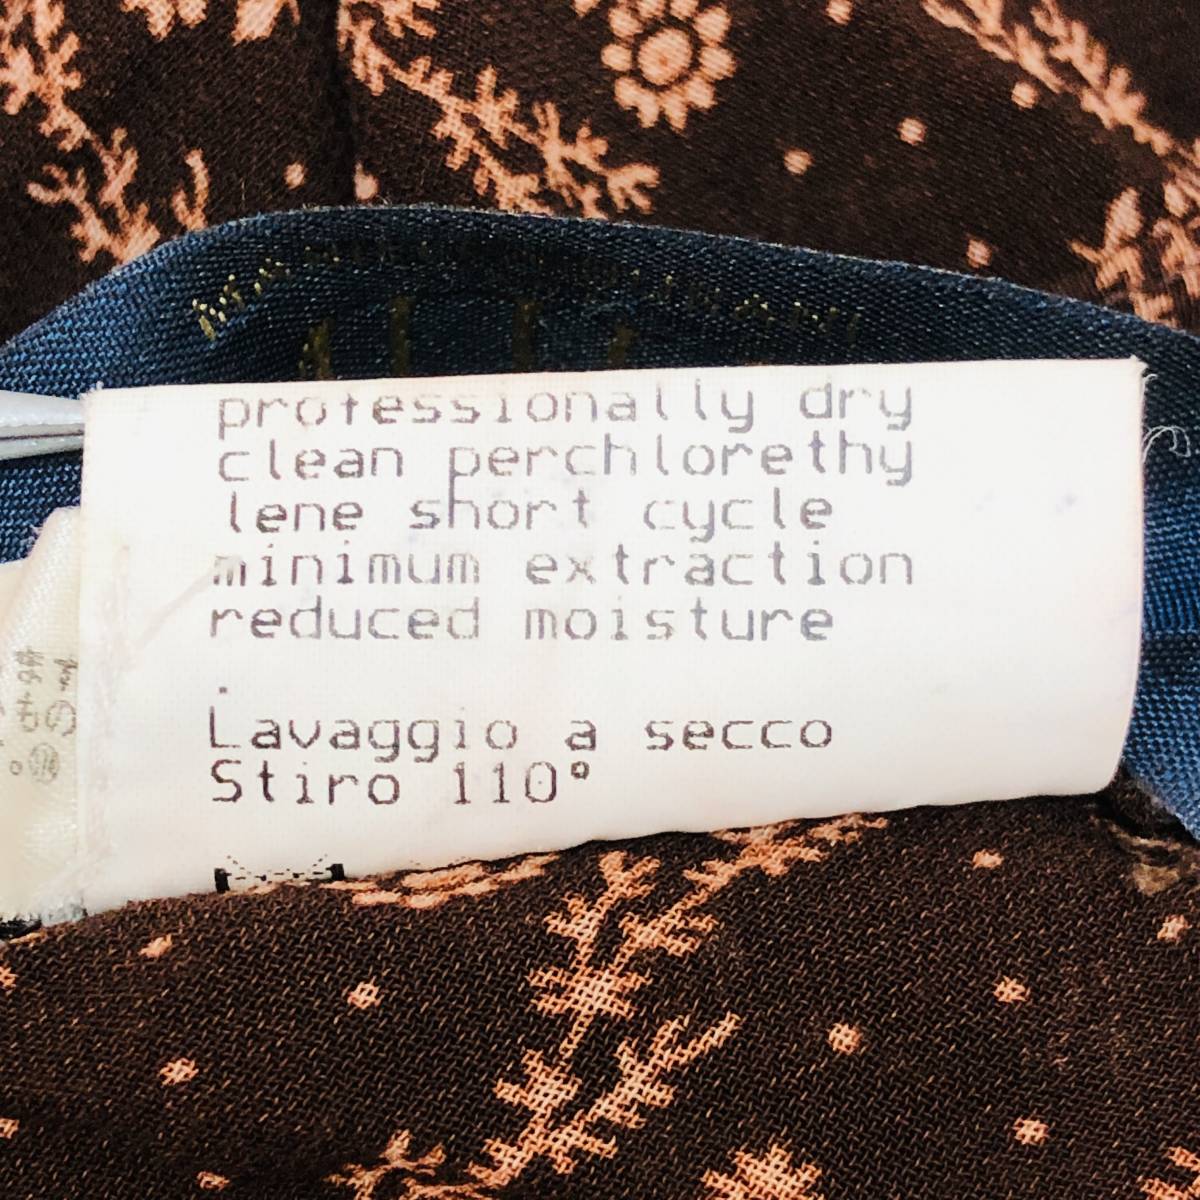 professionally dry
clean perchlorethy
lene short cycle
minimum extraction
reduced moisture
.
Lavaggio a secco
Stiro 110°